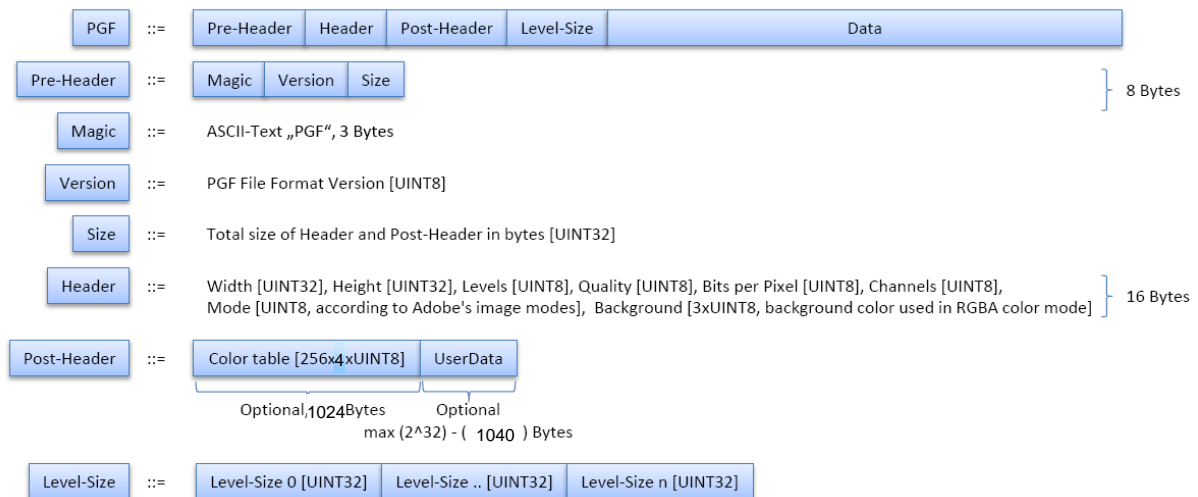 PGF ::= Pre-Header Header Post-Header Level-Size Data
Pre-Header ::= Magic Version Size 8 Bytes
Magic ::= ASCII-Text „PGF“, 3 Bytes
Version ::= PGF File Format Version [UINT8]
Size ::= Total size of Header and Post-Header in bytes [UINT32]
Header ::= Width [UINT32], Height [UINT32], Levels [UINT8], Quality [UINT8], Bits per Pixel [UINT8], Channels [UINT8],
Mode [UINT8, according to Adobe's image modes], Background [3xUINT8, background color used in RGBA color mode] 16 Bytes
Post-Header ::= Color table [256x4xUINT8] UserData
Optional,1024Bytes Optional
max (2^32) - ( 1040 ) Bytes
Level-Size ::= Level-Size 0 [UINT32] Level-Size .. [UINT32] Level-Size n [UINT32]